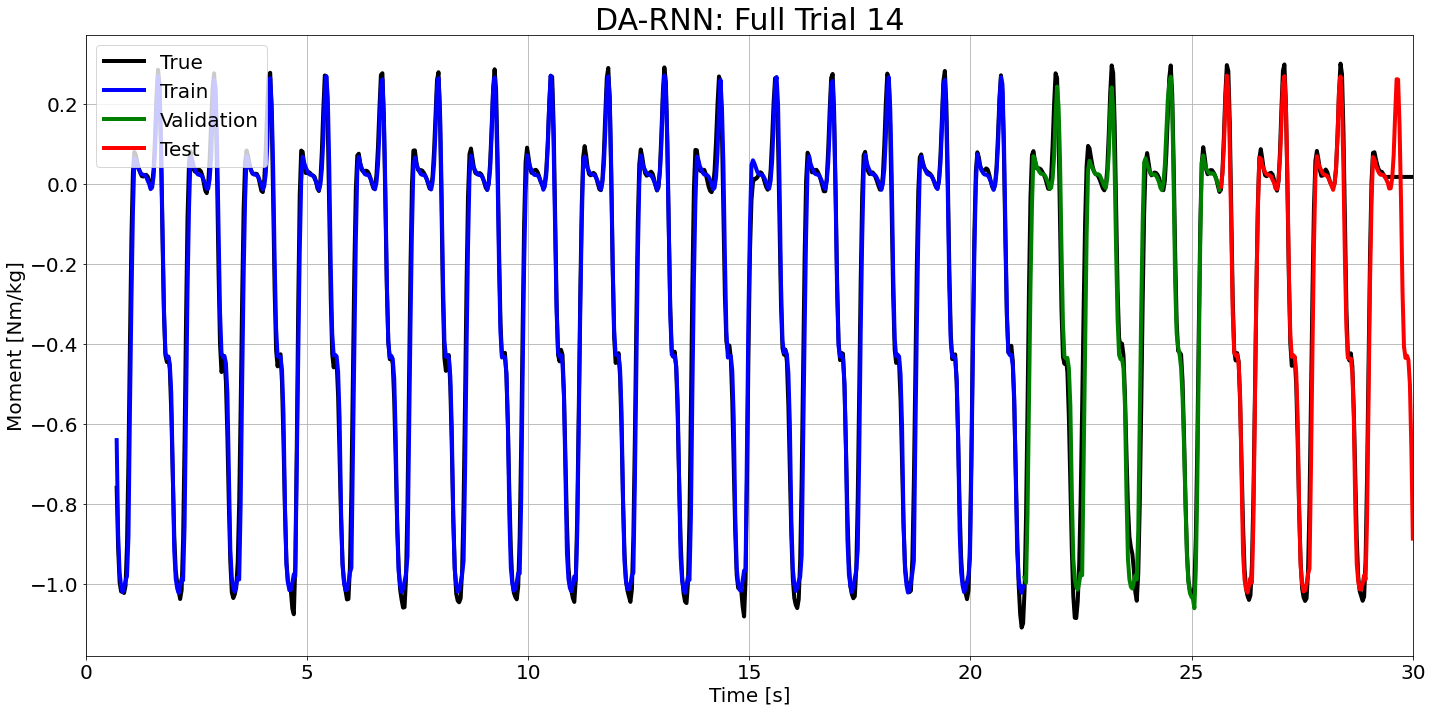 DA-RNN: Full Trial 14
True
Train
Validation
Test
Moment [Nm/kg]
0.2
0.0
−0.2
−0.4
−0.6
−0.8
−1.0
0 5 10 15 20 25 30
Time [s]